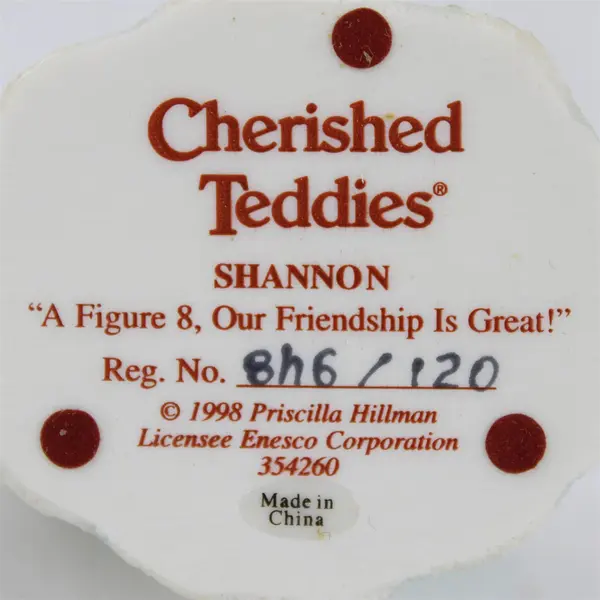 Cherished
Teddies®
SHANNON
“A Figure 8, Our Friendship Is Great!”
Reg. No. 8h6/120
© 1998 Priscilla Hillman
Licensee Enesco Corporation
354260
Made in
China